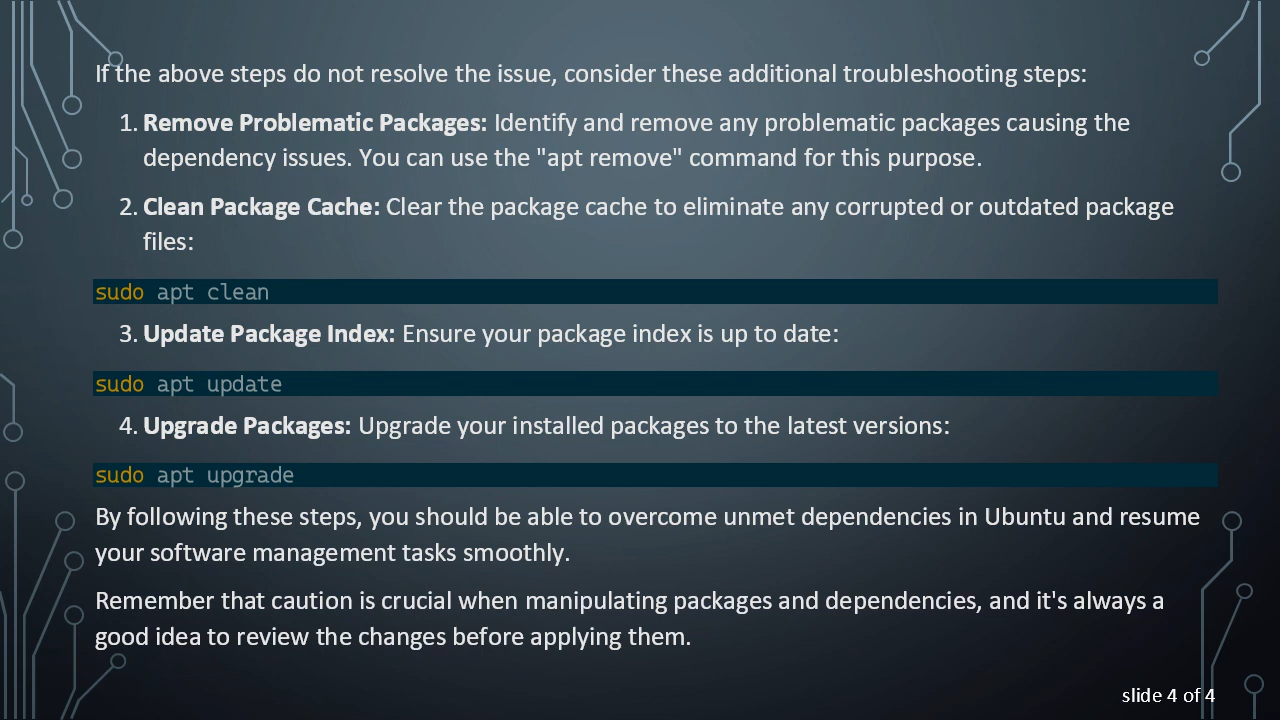 If the above steps do not resolve the issue, consider these additional troubleshooting steps:
1. Remove Problematic Packages: Identify and remove any problematic packages causing the
dependency issues. You can use the "apt remove" command for this purpose.
2. Clean Package Cache: Clear the package cache to eliminate any corrupted or outdated package
files:
sudo apt clean
3. Update Package Index: Ensure your package index is up to date:
sudo apt update
4. Upgrade Packages: Upgrade your installed packages to the latest versions:
sudo apt upgrade
By following these steps, you should be able to overcome unmet dependencies in Ubuntu and resume
your software management tasks smoothly.
Remember that caution is crucial when manipulating packages and dependencies, and it's always a
good idea to review the changes before applying them.
slide 4 of 4